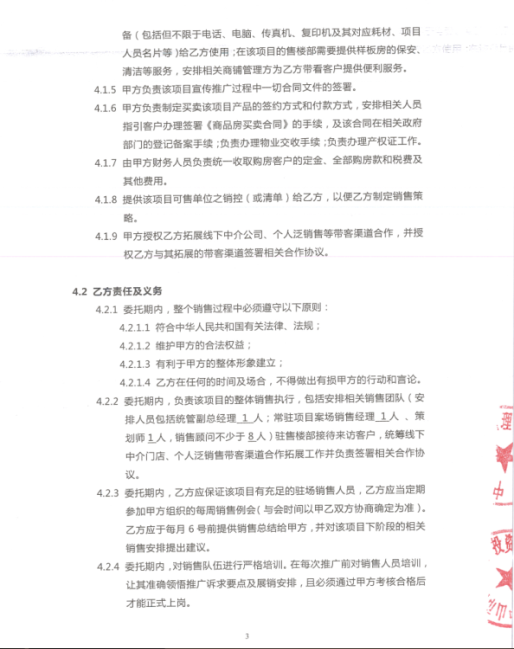 备（包括但不限于电话、电脑、传真机、复印机及其对应耗材、项目
人员名片等）给乙方使用；在该项目的售楼部需要提供样板房的保安、
清洁等服务，安排相关商铺管理方为乙方带看客户提供便利服务。
4.1.5 甲方负责该项目宣传推广过程中一切合同文件的签署。
4.1.6 甲方负责制定买卖该项目产品的签约方式和付款方式，安排相关人员
指引客户办理签署《商品房买卖合同》的手续，及该合同在相关政府
部门的登记备案手续；负责办理物业交收手续；负责办理产权证工作。
4.1.7 由甲方财务人员负责统一收取购房客户的定金、全部购房款和税费及
其他费用。
4.1.8 提供该项目可售单位之销控（或清单）给乙方，以便乙方制定销售策
略。
4.1.9 甲方授权乙方拓展线下中介公司、个人泛销售等带客渠道合作，并授
权乙方与其拓展的带客渠道签署相关合作协议。
4.2 乙方责任及义务
4.2.1 委托期内，整个销售过程中必须遵守以下原则：
4.2.1.1 符合中华人民共和国有关法律、法规；
4.2.1.2 维护甲方的合法权益；
4.2.1.3 有利于甲方的整体形象建立；
4.2.1.4 乙方在任何的时间及场合，不得做出有损甲方的行动和言论。
4.2.2 委托期内，负责该项目的整体销售执行，包括安排相关销售团队（安
排人员包括统管副总经理 1 人；常驻项目案场销售经理 1 人 、策
划师 1 人，销售顾问不少于 8 人）驻售楼部接待来访客户，统筹线下
中介门店、个人泛销售带客渠道合作拓展工作并负责签署相关合作协
议。
4.2.3 委托期内，乙方应保证该项目有充足的驻场销售人员，乙方应当定期
参加甲方组织的每周销售例会（与会时间以甲乙双方协商确定为准）。
乙方应于每月 6 号前提供销售总结给甲方，并对该项目下阶段的相关
销售安排提出建议。
4.2.4 委托期内，对销售队伍进行严格培训。在每次推广前对销售人员培训，
让其准确领悟推广诉求要点及展销安排，且必须通过甲方考核合格后
才能正式上岗。
3